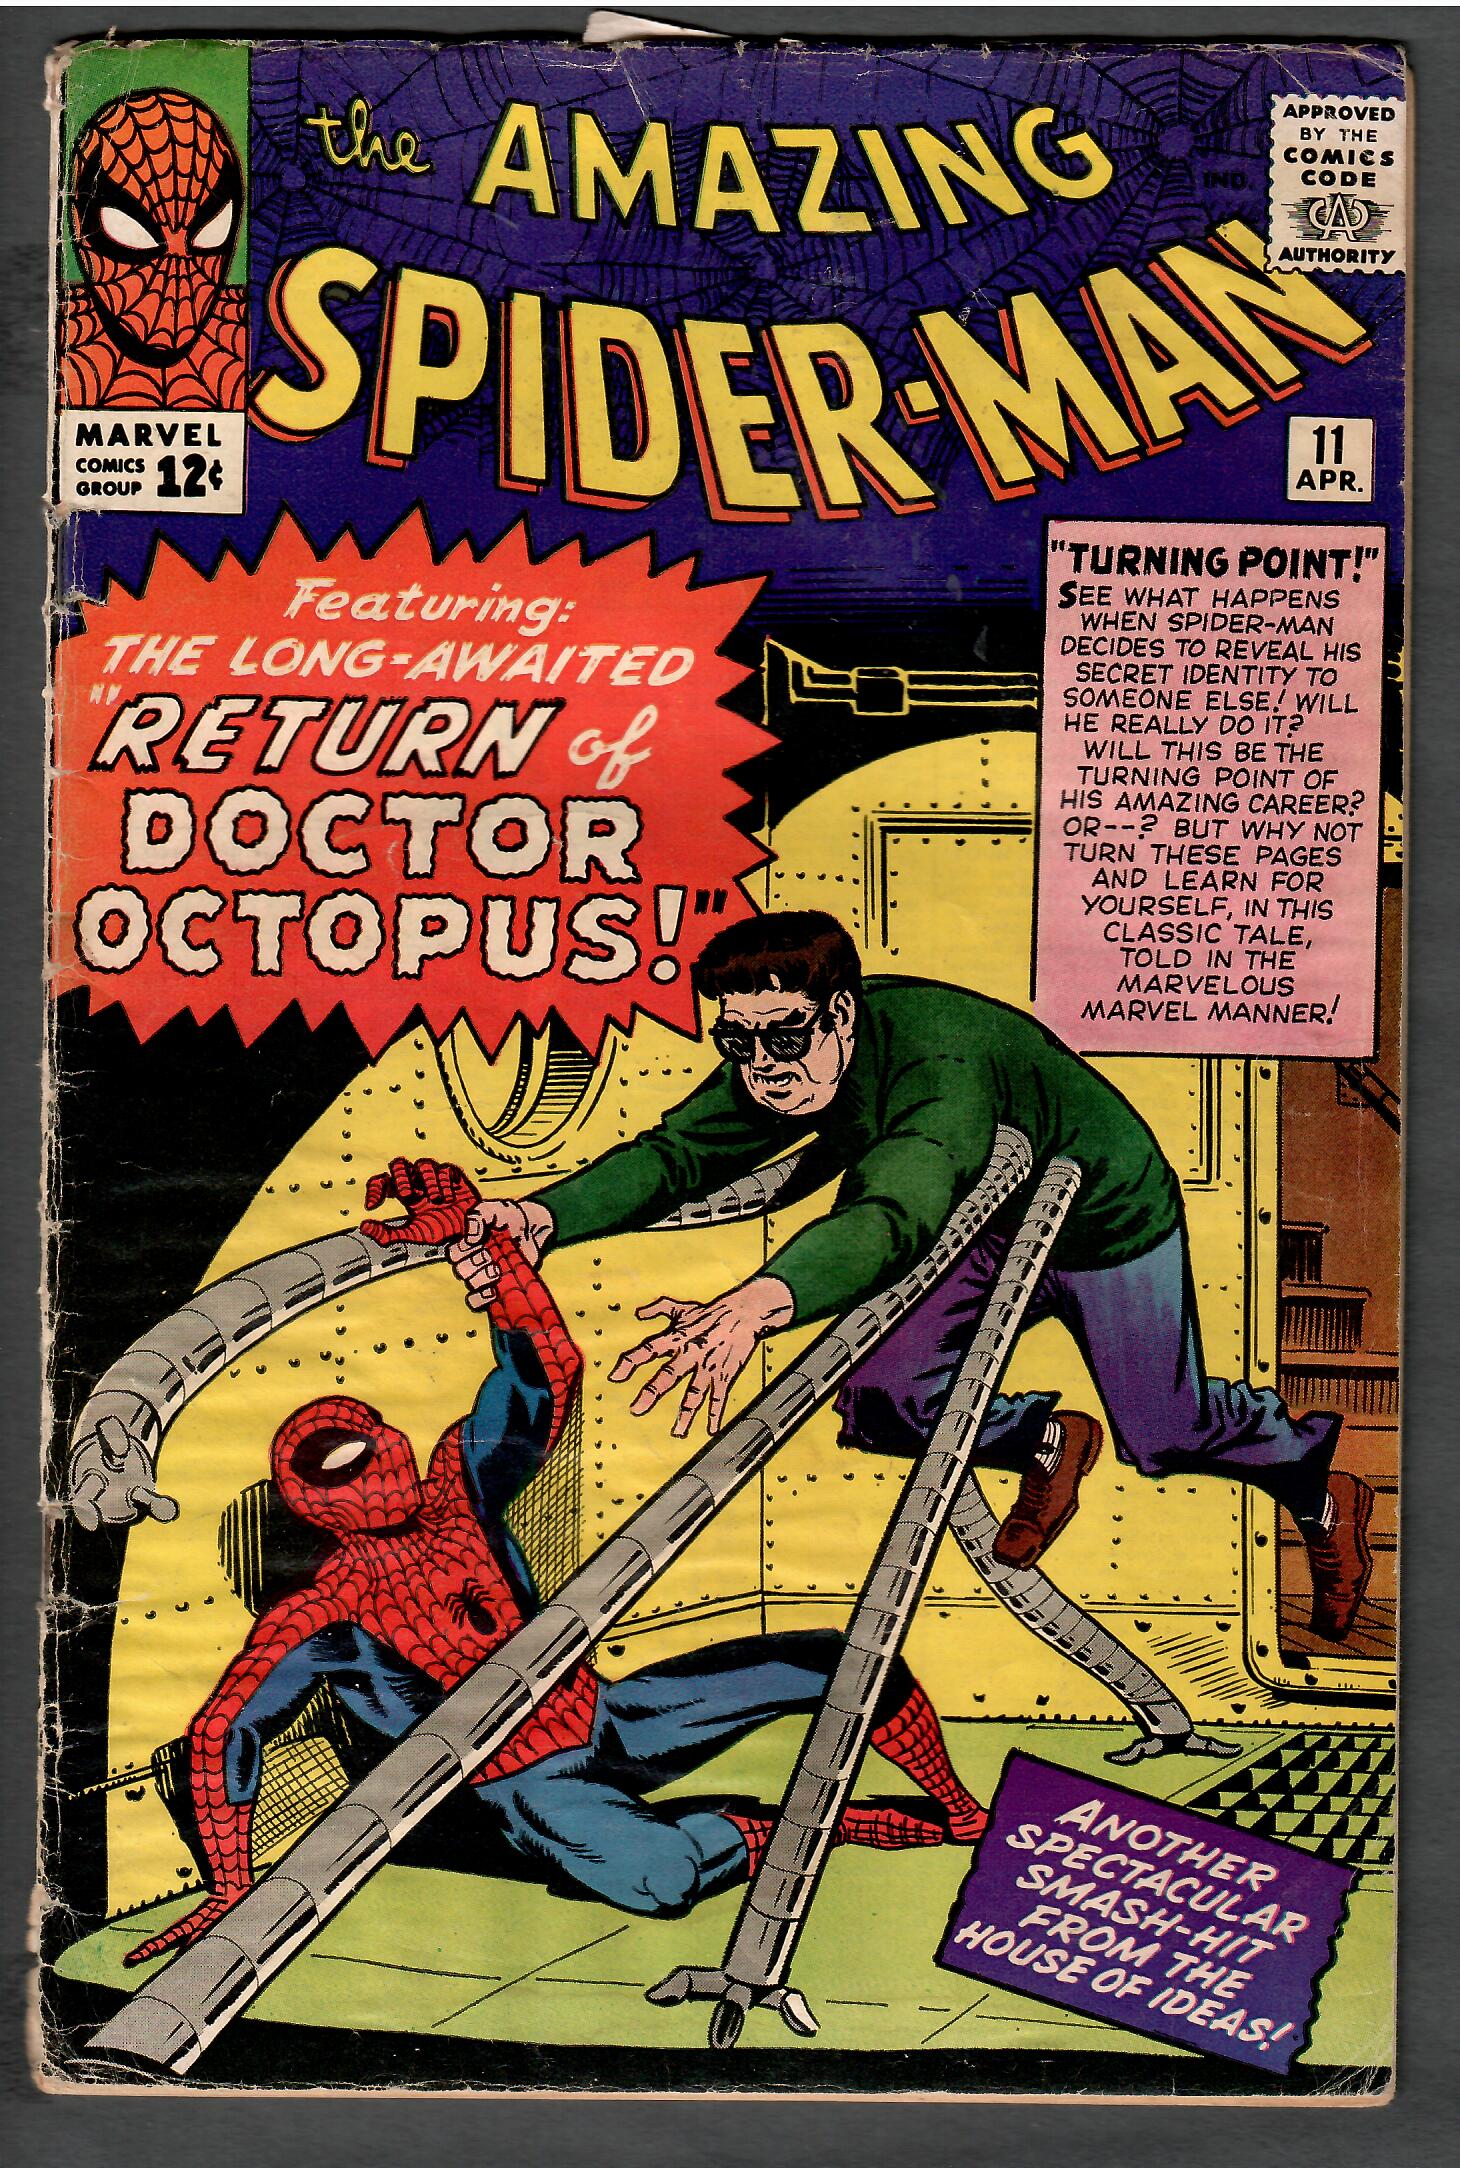 the AMAZING
SPIDER-MAN
IND.
APPROVED
BY THE
COMICS
CODE
CA
AUTHORITY
MARVEL
COMICS
GROUP 12¢
11
APR.
Featuring:
THE LONG-AWAITED
"RETURN of
DOCTOR
OCTOPUS!"
"TURNING POINT!"
SEE WHAT HAPPENS
WHEN SPIDER-MAN
DECIDES TO REVEAL HIS
SECRET IDENTITY TO
SOMEONE ELSE! WILL
HE REALLY DO IT?
WILL THIS BE THE
TURNING POINT OF
HIS AMAZING CAREER?
OR--? BUT WHY NOT
TURN THESE PAGES
AND LEARN FOR
YOURSELF, IN THIS
CLASSIC TALE,
TOLD IN THE
MARVELOUS
MARVEL MANNER!
ANOTHER
SPECTACULAR
SMASH-HIT
FROM THE
HOUSE OF IDEAS!